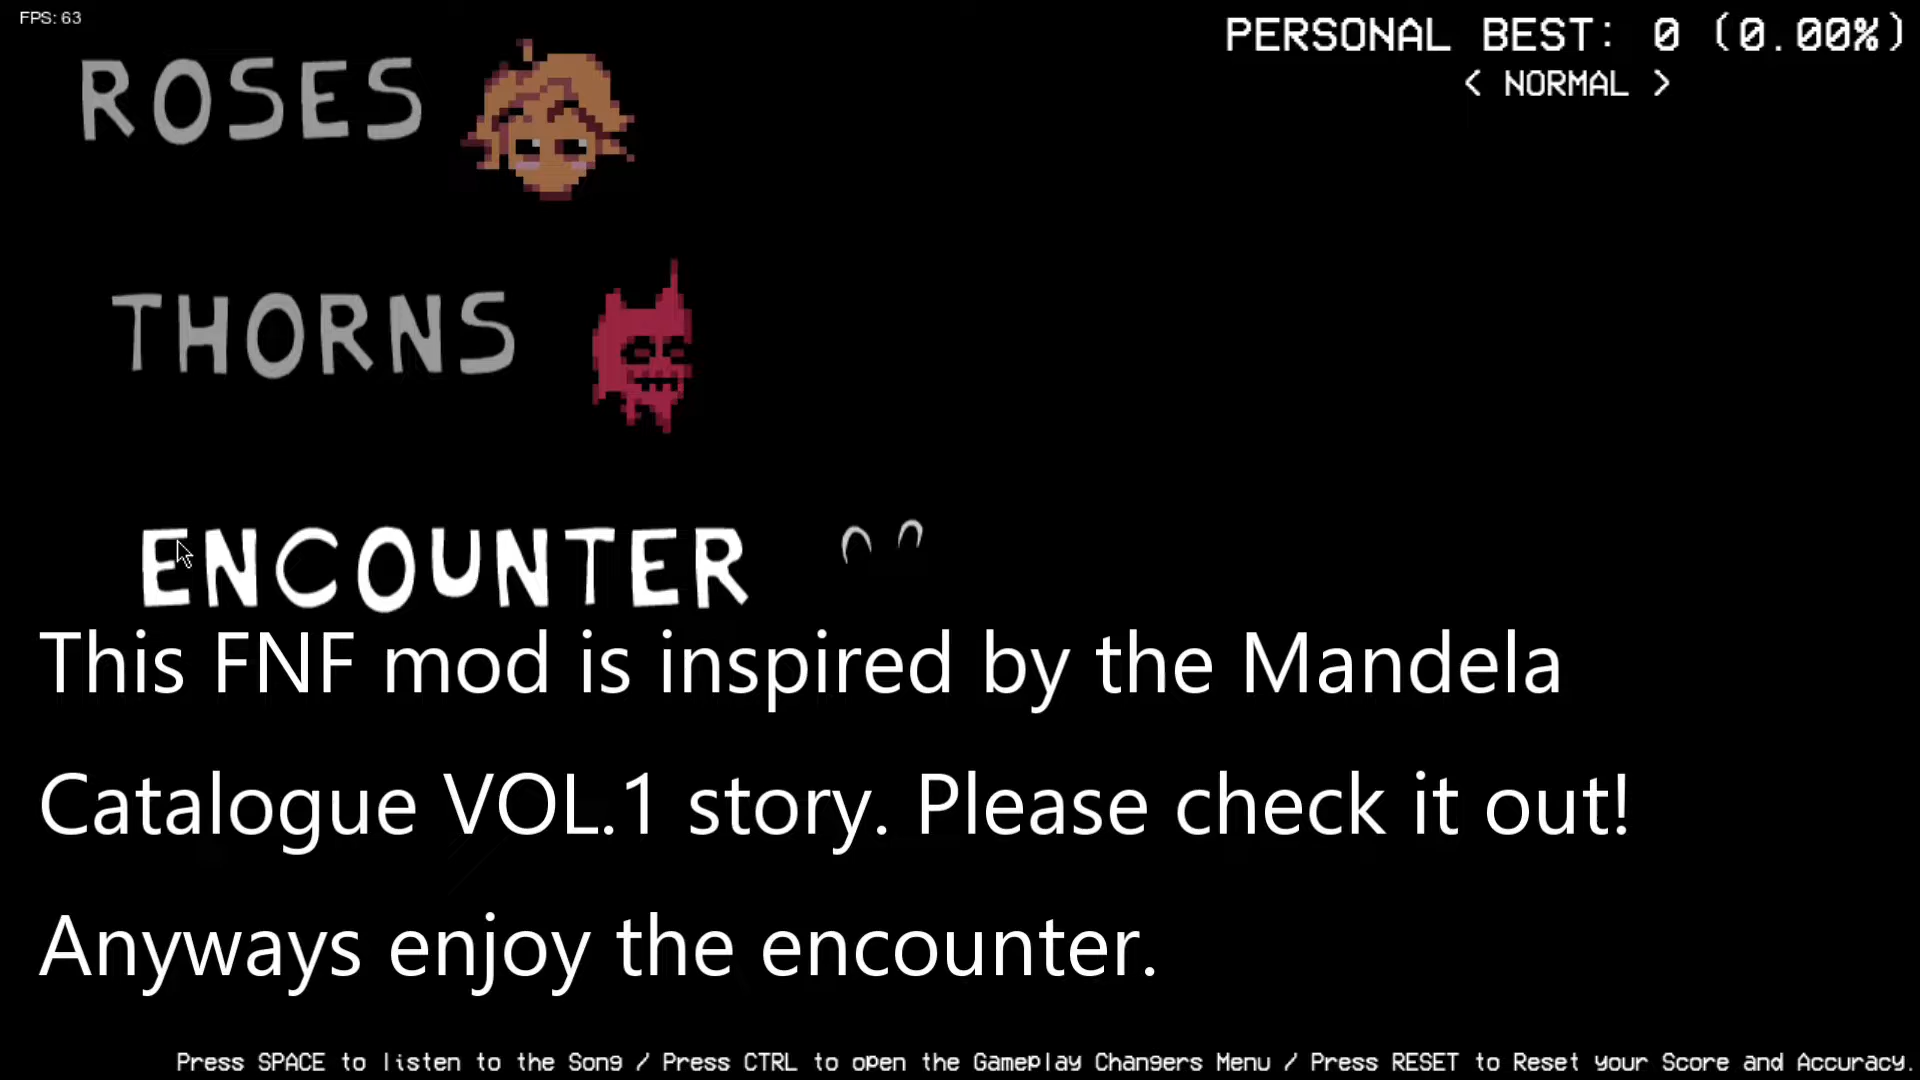 FPS: 63
PERSONAL BEST: 0 (0.00%)
< NORMAL >
ROSES
THORNS
ENCOUNTER
This FNF mod is inspired by the Mandela
Catalogue VOL.1 story. Please check it out!
Anyways enjoy the encounter.
Press SPACE to listen to the Song / Press CTRL to open the Gameplay Changers Menu / Press RESET to Reset your Score and Accuracy.